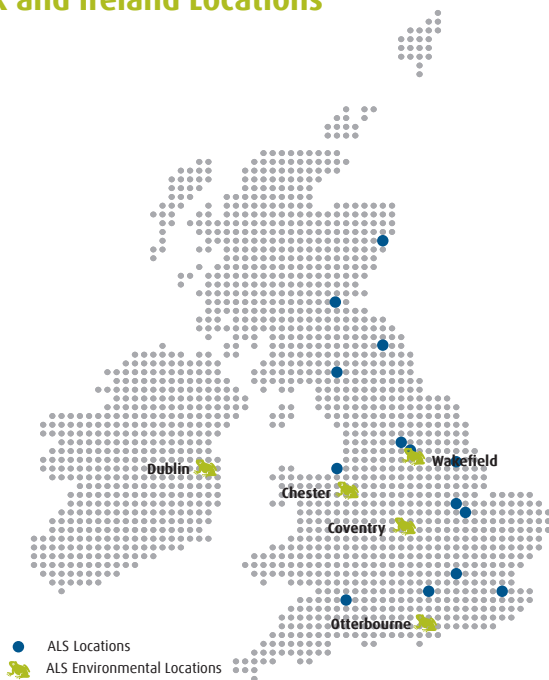 and Ireland Locations
Wakefield
Dublin
Chester
Coventry
Otterbourne
ALS Locations
ALS Environmental Locations